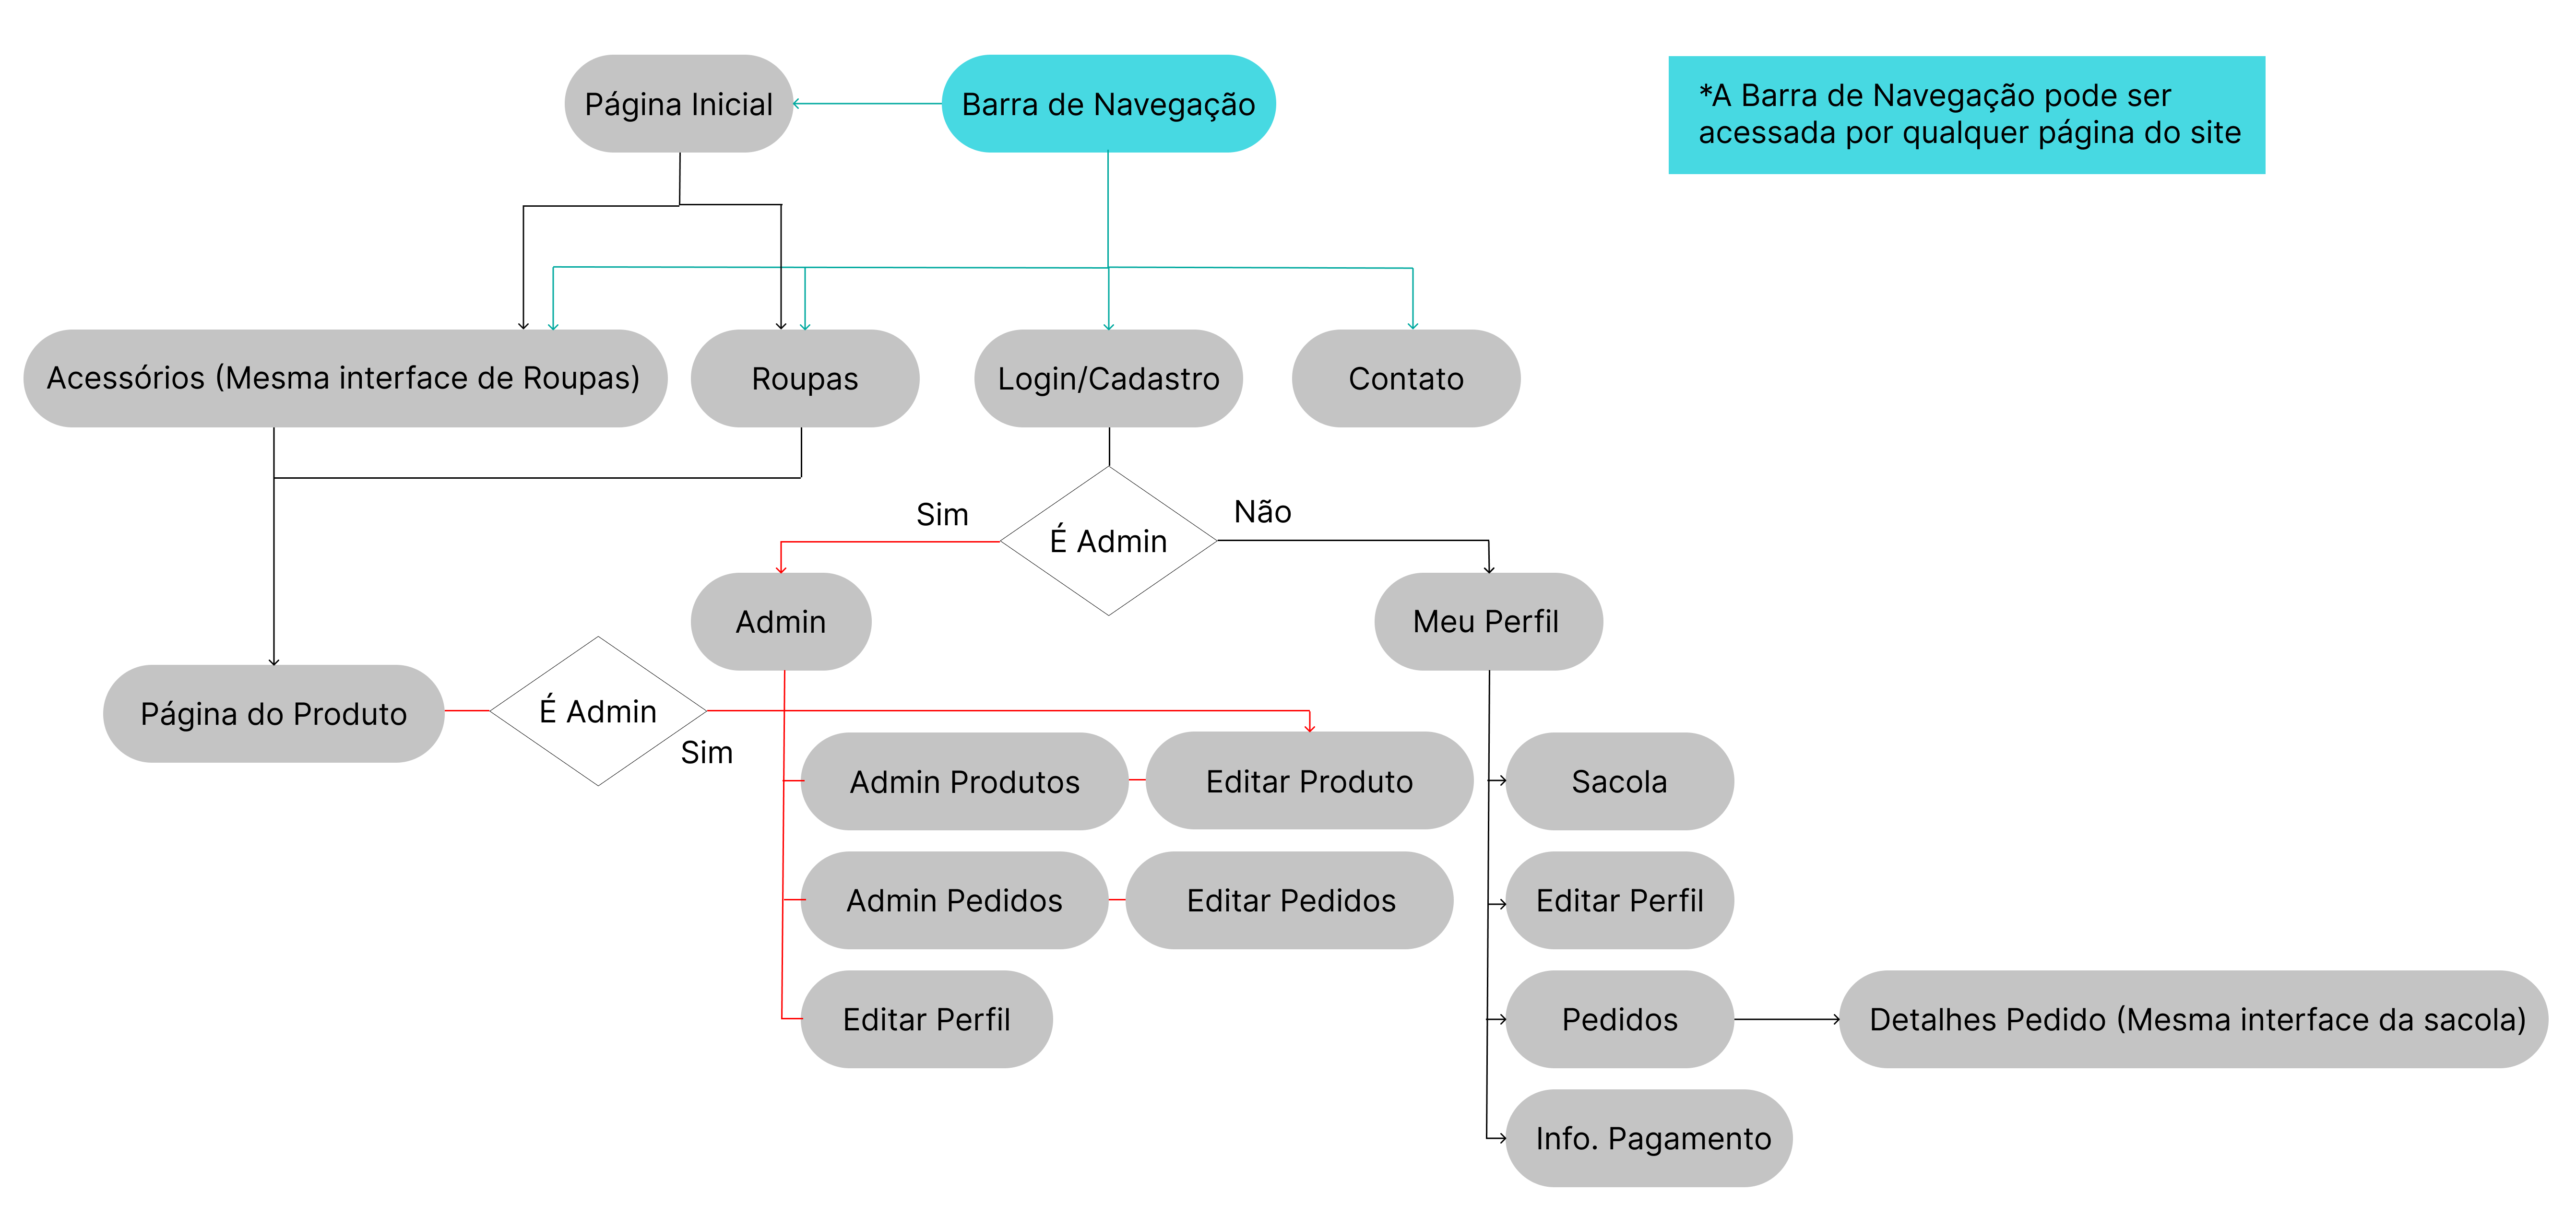 Página Inicial
Barra de Navegação
*A Barra de Navegação pode ser
acessada por qualquer página do site
Acessórios (Mesma interface de Roupas)
Roupas
Login/Cadastro
Contato
Sim
É Admin
Não
Admin
Meu Perfil
Página do Produto
É Admin
Sim
Admin Produtos
Editar Produto
Sacola
Admin Pedidos
Editar Pedidos
Editar Perfil
Editar Perfil
Pedidos
Detalhes Pedido (Mesma interface da sacola)
Info. Pagamento